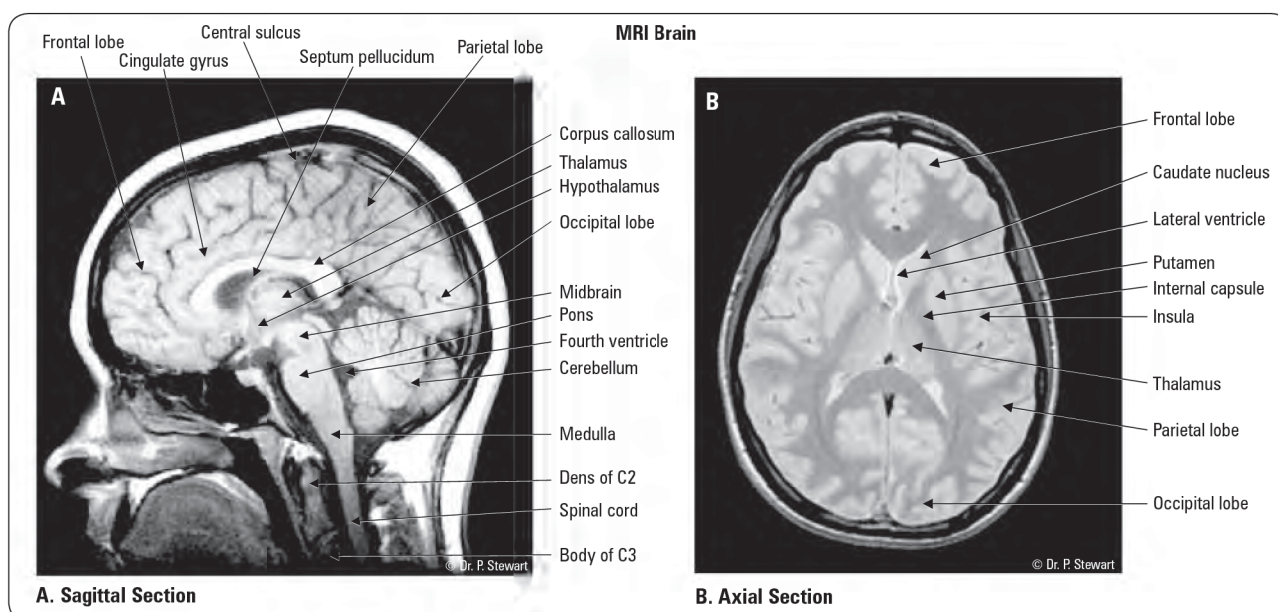 MRI Brain
Frontal lobe
Cingulate gyrus
Central sulcus
Septum pellucidum
Parietal lobe
A
Corpus callosum
Thalamus
Hypothalamus
Occipital lobe
Midbrain
Pons
Fourth ventricle
Cerebellum
Medulla
Dens of C2
Spinal cord
Body of C3
© Dr. P. Stewart
A. Sagittal Section
B
Frontal lobe
Caudate nucleus
Lateral ventricle
Putamen
Internal capsule
Insula
Thalamus
Parietal lobe
Occipital lobe
© Dr. P. Stewart
B. Axial Section